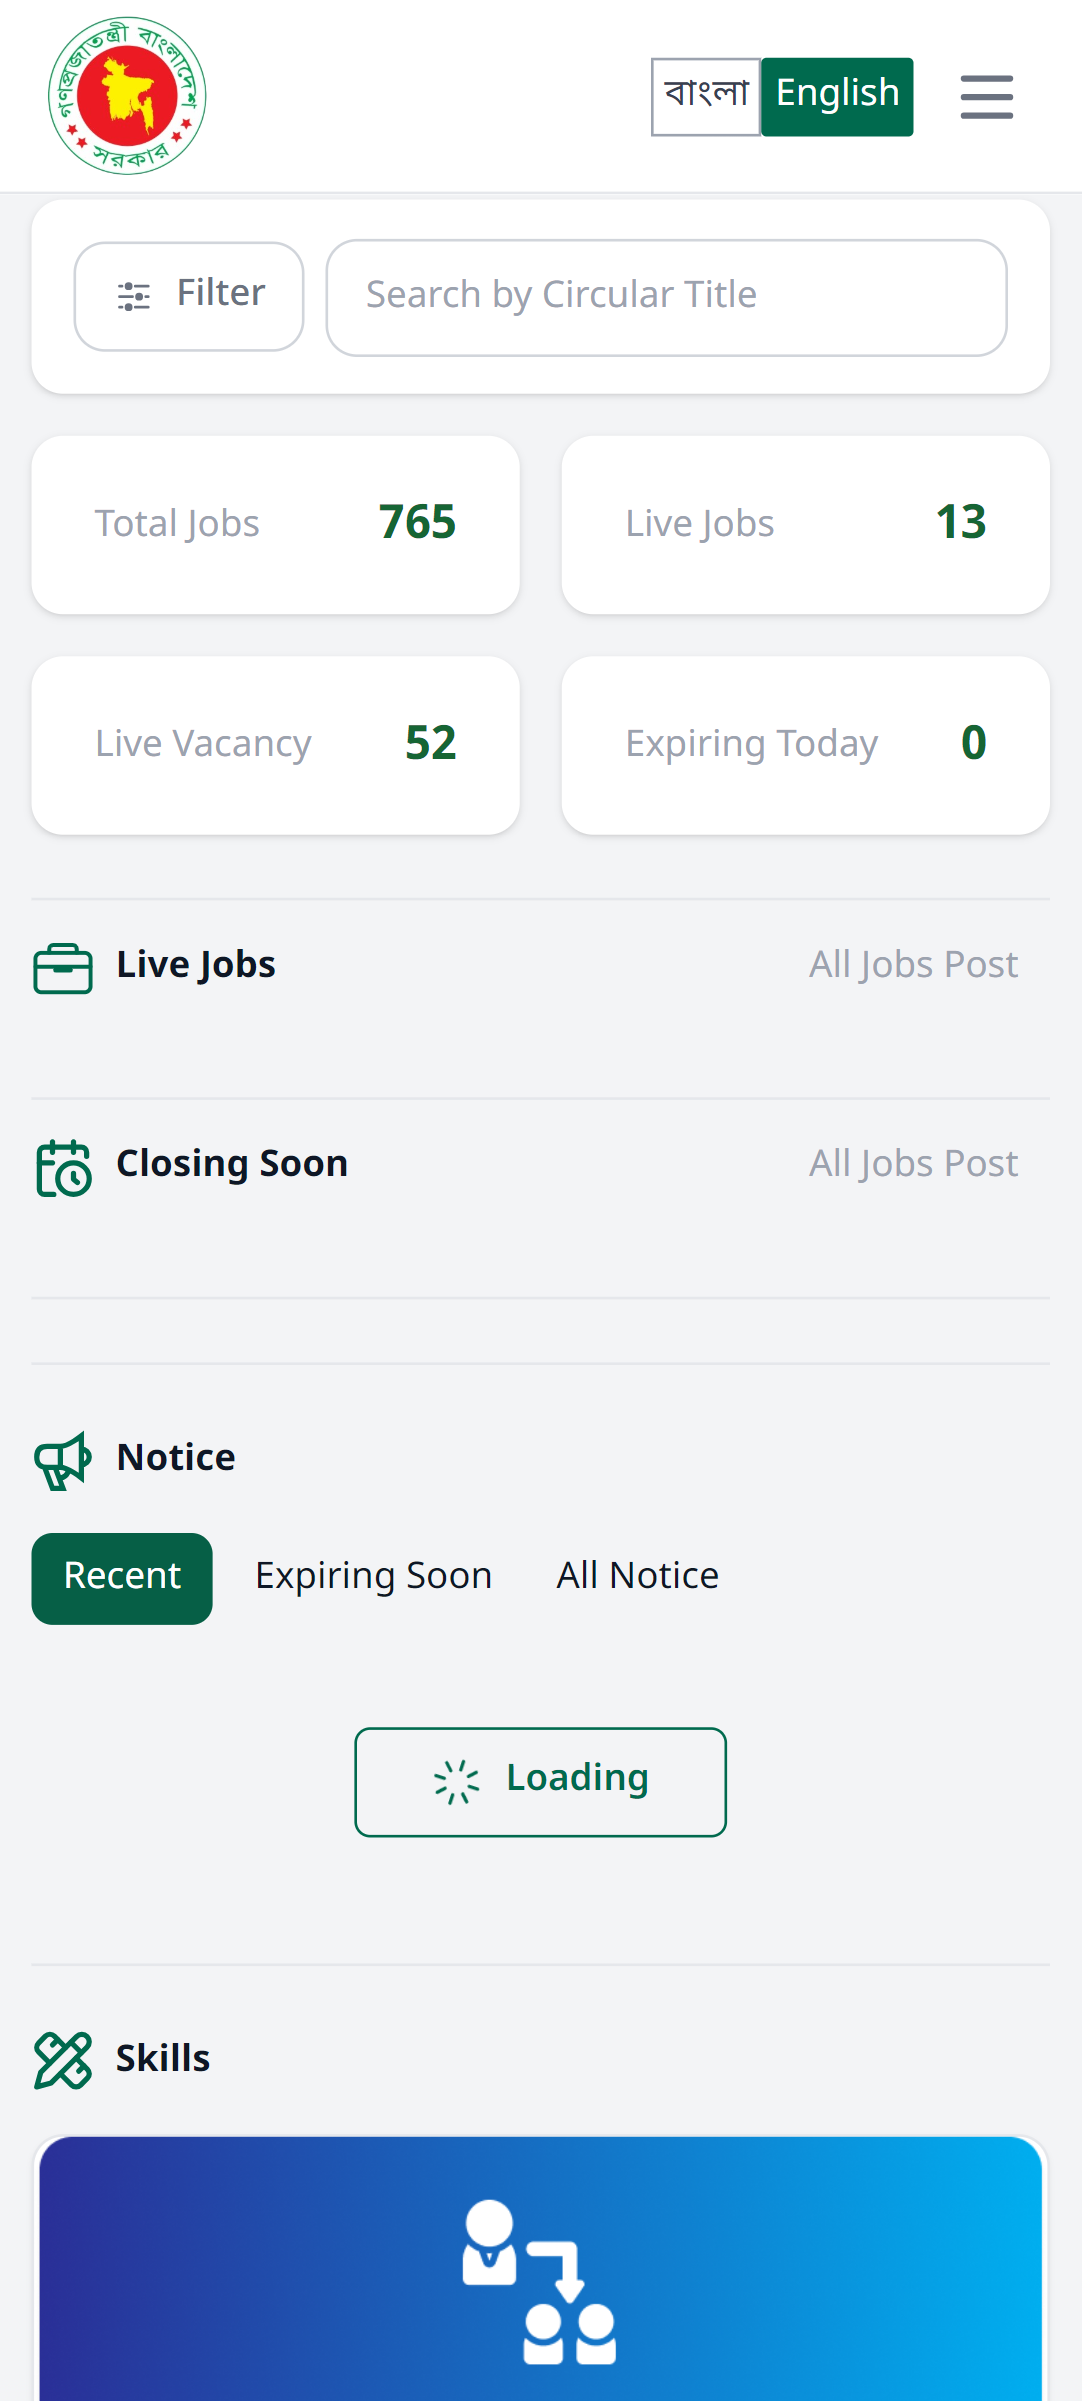 গণপ্রজাতন্ত্রী বাংলাদেশ
সরকার
বাংলা English
Filter
Search by Circular Title
Total Jobs 765
Live Jobs 13
Live Vacancy 52
Expiring Today 0
Live Jobs
All Jobs Post
Closing Soon
All Jobs Post
Notice
Recent
Expiring Soon
All Notice
Loading
Skills